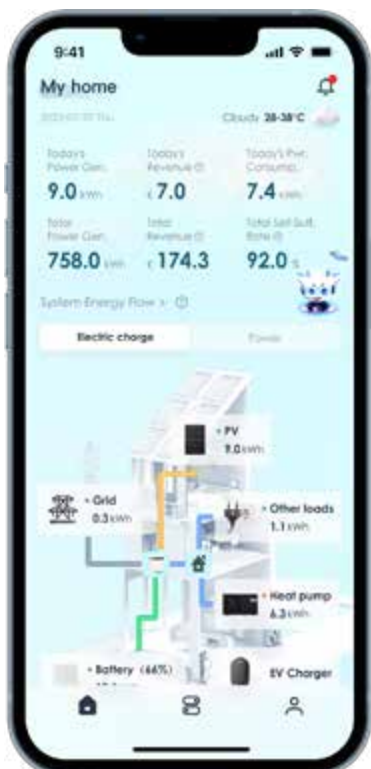 9:41
My home
Cloudy 28-38°C
Today's Power Gen.
Today's Revenue
Today's Pwr. Consump.
9.0 kWh
€ 7.0
7.4 kWh
Total Power Gen.
Total Revenue
Total Self-Suff. Rate
758.0 kWh
€ 174.3
92.0 %
System Energy Flow >
Electric charge
Power
PV
9.0 kWh
Grid
0.3 kWh
Other loads
1.1 kWh
Heat pump
6.3 kWh
Battery (66%)
EV Charger